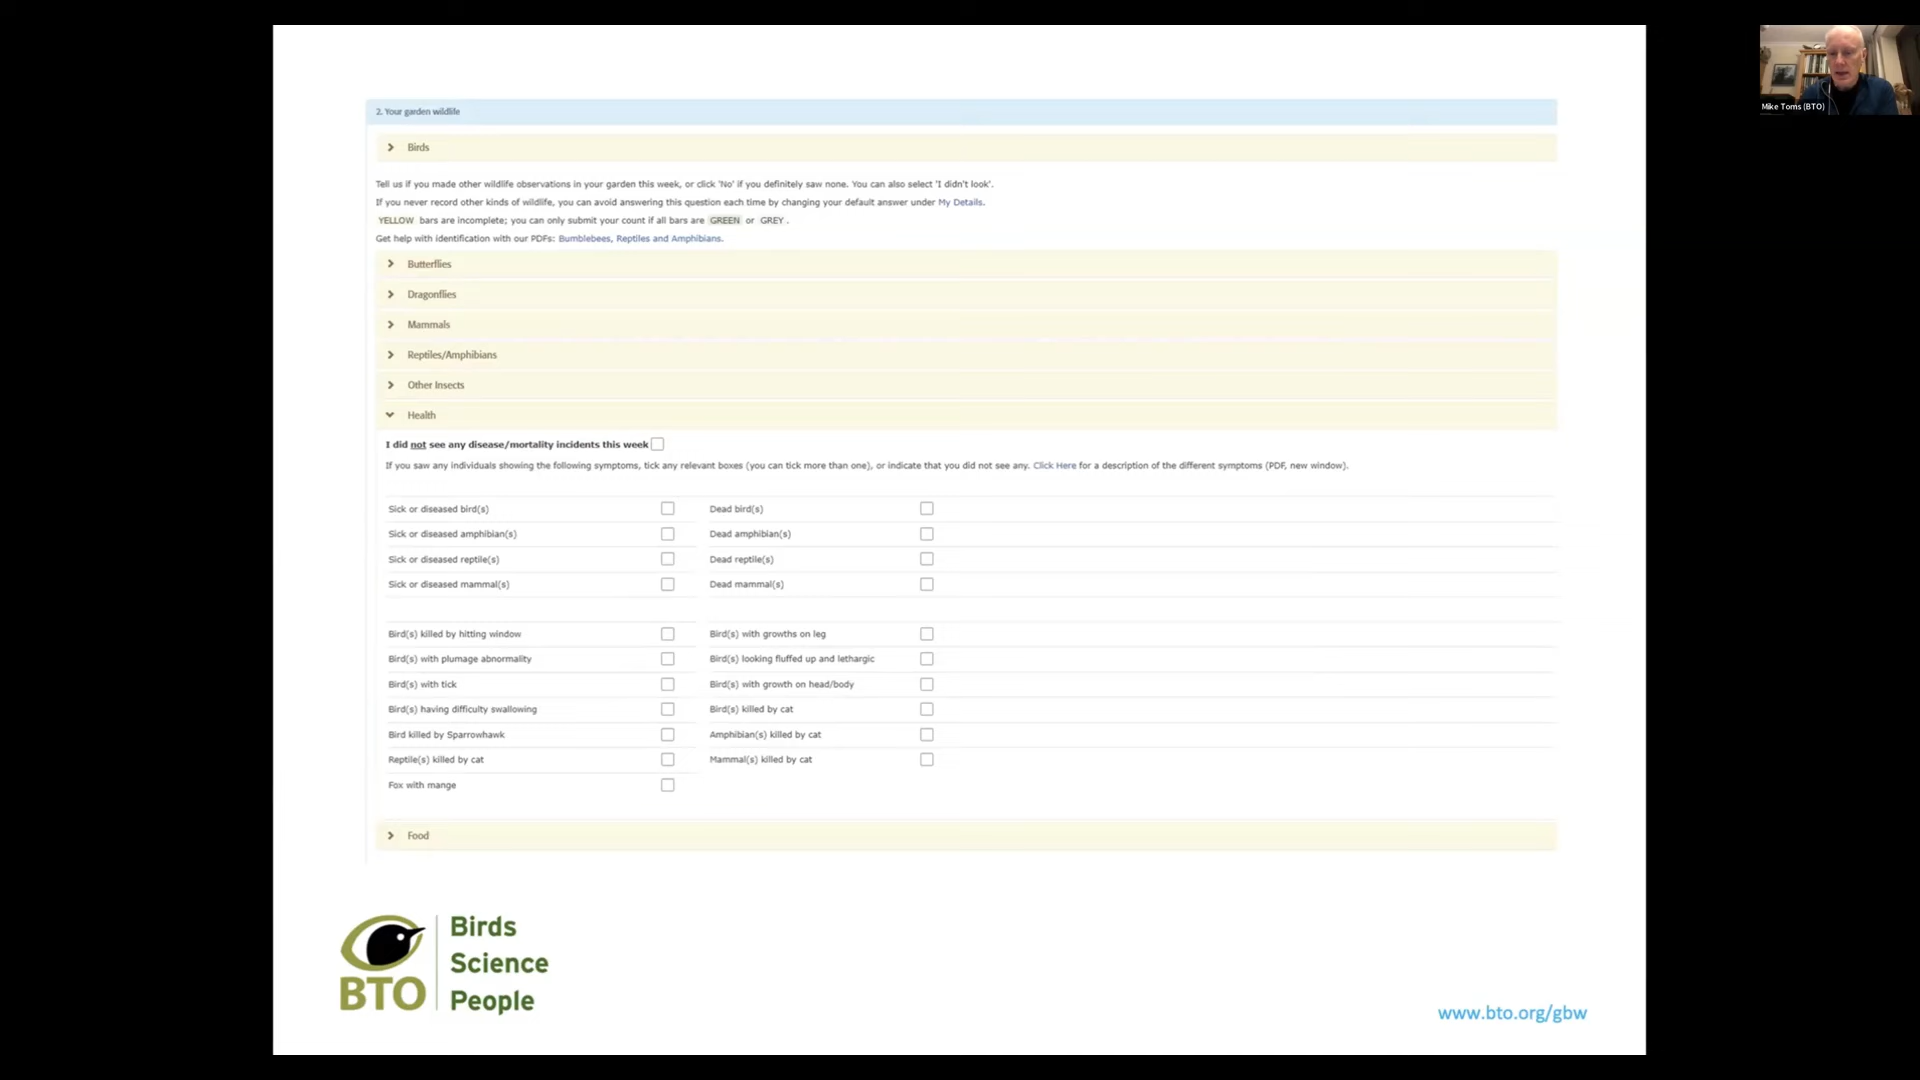 2. Your garden wildlife
Birds
Tell us if you made other wildlife observations in your garden this week, or click 'No' if you definitely saw none. You can also select 'I didn't look'.
If you never record other kinds of wildlife, you can avoid answering this question each time by changing your default answer under My Details.
YELLOW bars are incomplete; you can only submit your count if all bars are GREEN or GREY .
Get help with identification with our PDFs: Bumblebees, Reptiles and Amphibians.
Butterflies
Dragonflies
Mammals
Reptiles/Amphibians
Other Insects
Health
I did not see any disease/mortality incidents this week
If you saw any individuals showing the following symptoms, tick any relevant boxes (you can tick more than one), or indicate that you did not see any. Click Here for a description of the different symptoms (PDF, new window).
Sick or diseased bird(s) Dead bird(s)
Sick or diseased amphibian(s) Dead amphibian(s)
Sick or diseased reptile(s) Dead reptile(s)
Sick or diseased mammal(s) Dead mammal(s)
Bird(s) killed by hitting window Bird(s) with growths on leg
Bird(s) with plumage abnormality Bird(s) looking fluffed up and lethargic
Bird(s) with tick Bird(s) with growth on head/body
Bird(s) having difficulty swallowing Bird(s) killed by cat
Bird killed by Sparrowhawk Amphibian(s) killed by cat
Reptile(s) killed by cat Mammal(s) killed by cat
Fox with mange
Food
BTO
Birds
Science
People
www.bto.org/gbw
Mike Toms (BTO)